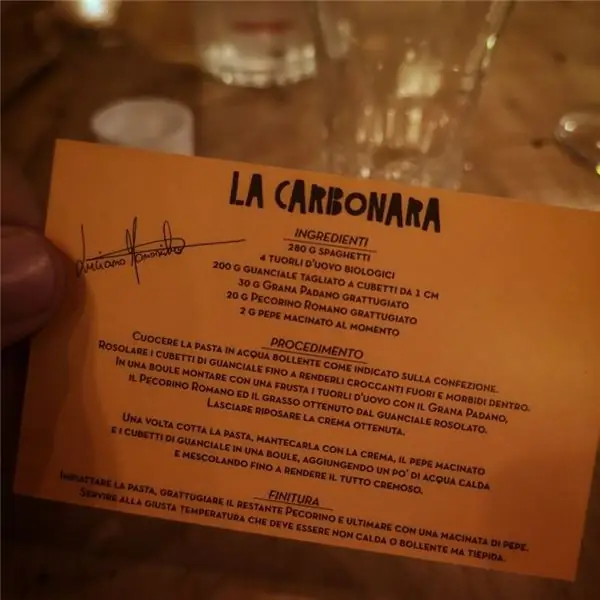 LA CARBONARA
INGREDIENTI
280 G SPAGHETTI
4 TUORLI D'UOVO BIOLOGICI
200 G GUANCIALE TAGLIATO A CUBETTI DA 1 CM
30 G GRANA PADANO GRATTUGIATO
20 G PECORINO ROMANO GRATTUGIATO
2 G PEPE MACINATO AL MOMENTO
PROCEDIMENTO
CUOCERE LA PASTA IN ACQUA BOLLENTE COME INDICATO SULLA CONFEZIONE.
ROSOLARE I CUBETTI DI GUANCIALE FINO A RENDERLI CROCCANTI FUORI E MORBIDI DENTRO.
IN UNA BOULE MONTARE CON UNA FRUSTA I TUORLI D'UOVO CON IL GRANA PADANO,
IL PECORINO ROMANO ED IL GRASSO OTTENUTO DAL GUANCIALE ROSOLATO.
LASCIARE RIPOSARE LA CREMA OTTENUTA.
UNA VOLTA COTTA LA PASTA, MANTECARLA CON LA CREMA, IL PEPE MACINATO
E I CUBETTI DI GUANCIALE IN UNA BOULE, AGGIUNGENDO UN PO' DI ACQUA CALDA
E MESCOLANDO FINO A RENDERE IL TUTTO CREMOSO.
FINITURA
IMPIATTARE LA PASTA, GRATTUGIARE IL RESTANTE PECORINO E ULTIMARE CON UNA MACINATA DI PEPE.
SERVIRE ALLA GIUSTA TEMPERATURA CHE DEVE ESSERE NON CALDA O BOLLENTE MA TIEPIDA.